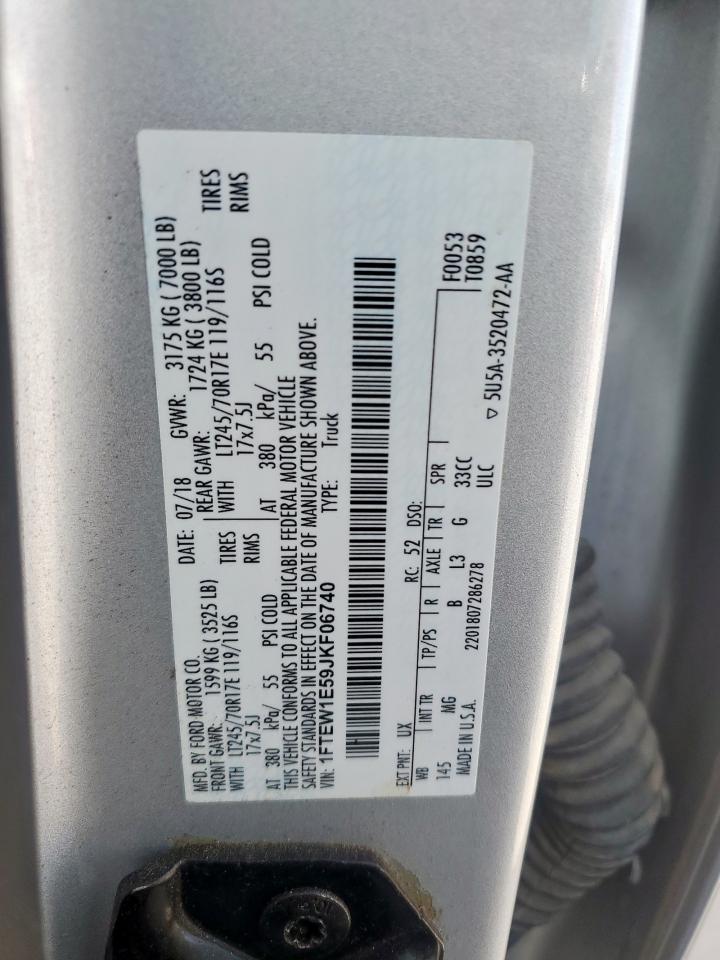 MFD. BY FORD MOTOR CO.
DATE: 07/18 GVWR: 3175 KG ( 7000 LB)
FRONT GAWR: 1599 KG ( 3525 LB) REAR GAWR: 1724 KG ( 3800 LB)
WITH LT245/70R17E 119/116S TIRES WITH LT245/70R17E 119/116S TIRES
17x7.5J RIMS 17x7.5J RIMS
AT 380 kPa/ 55 PSI COLD AT 380 kPa/ 55 PSI COLD
THIS VEHICLE CONFORMS TO ALL APPLICABLE FEDERAL MOTOR VEHICLE
SAFETY STANDARDS IN EFFECT ON THE DATE OF MANUFACTURE SHOWN ABOVE.
VIN: 1FTEW1E59JKF06740 TYPE: Truck
EXT PNT: UX RC: 52 DSO: F0053
WB INT TR TP/PS R AXLE TR SPR T0859
145 MG B L3 G 33CC
MADE IN U.S.A. 2201807286278 ULC ▽ 5U5A-3520472-AA